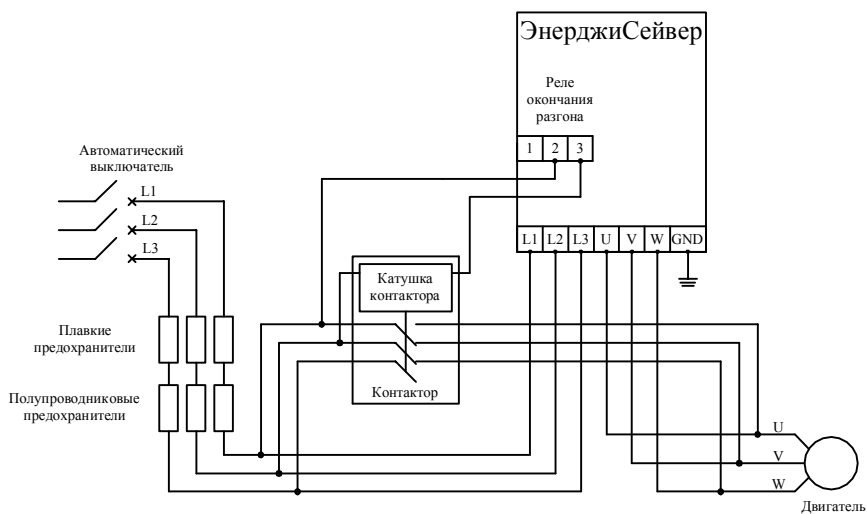 ЭнерджиСейвер
Реле
окончания
разгона
1 2 3
Автоматический
выключатель
L1
L2
L3
L1 L2 L3 U V W GND
Катушка
контактора
Плавкие
предохранители
Контактор
Полупроводниковые
предохранители
U
V
W
Двигатель